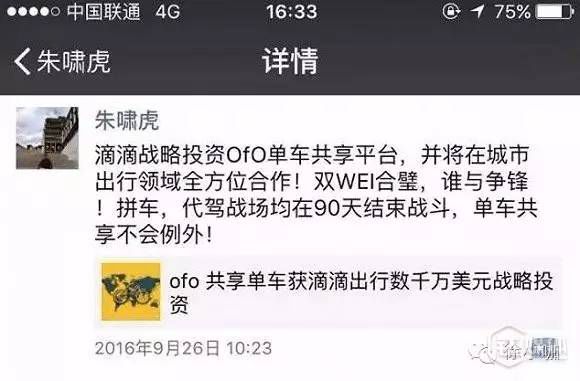 中国联通 4G 16:33 75%
朱啸虎 详情
朱啸虎
滴滴战略投资OfO单车共享平台，并将在城市
出行领域全方位合作！双WEI合璧，谁与争锋
！拼车，代驾战场均在90天结束战斗，单车共
享不会例外！
ofo 共享单车获滴滴出行数千万美元战略投
资
2016年9月26日 10:23